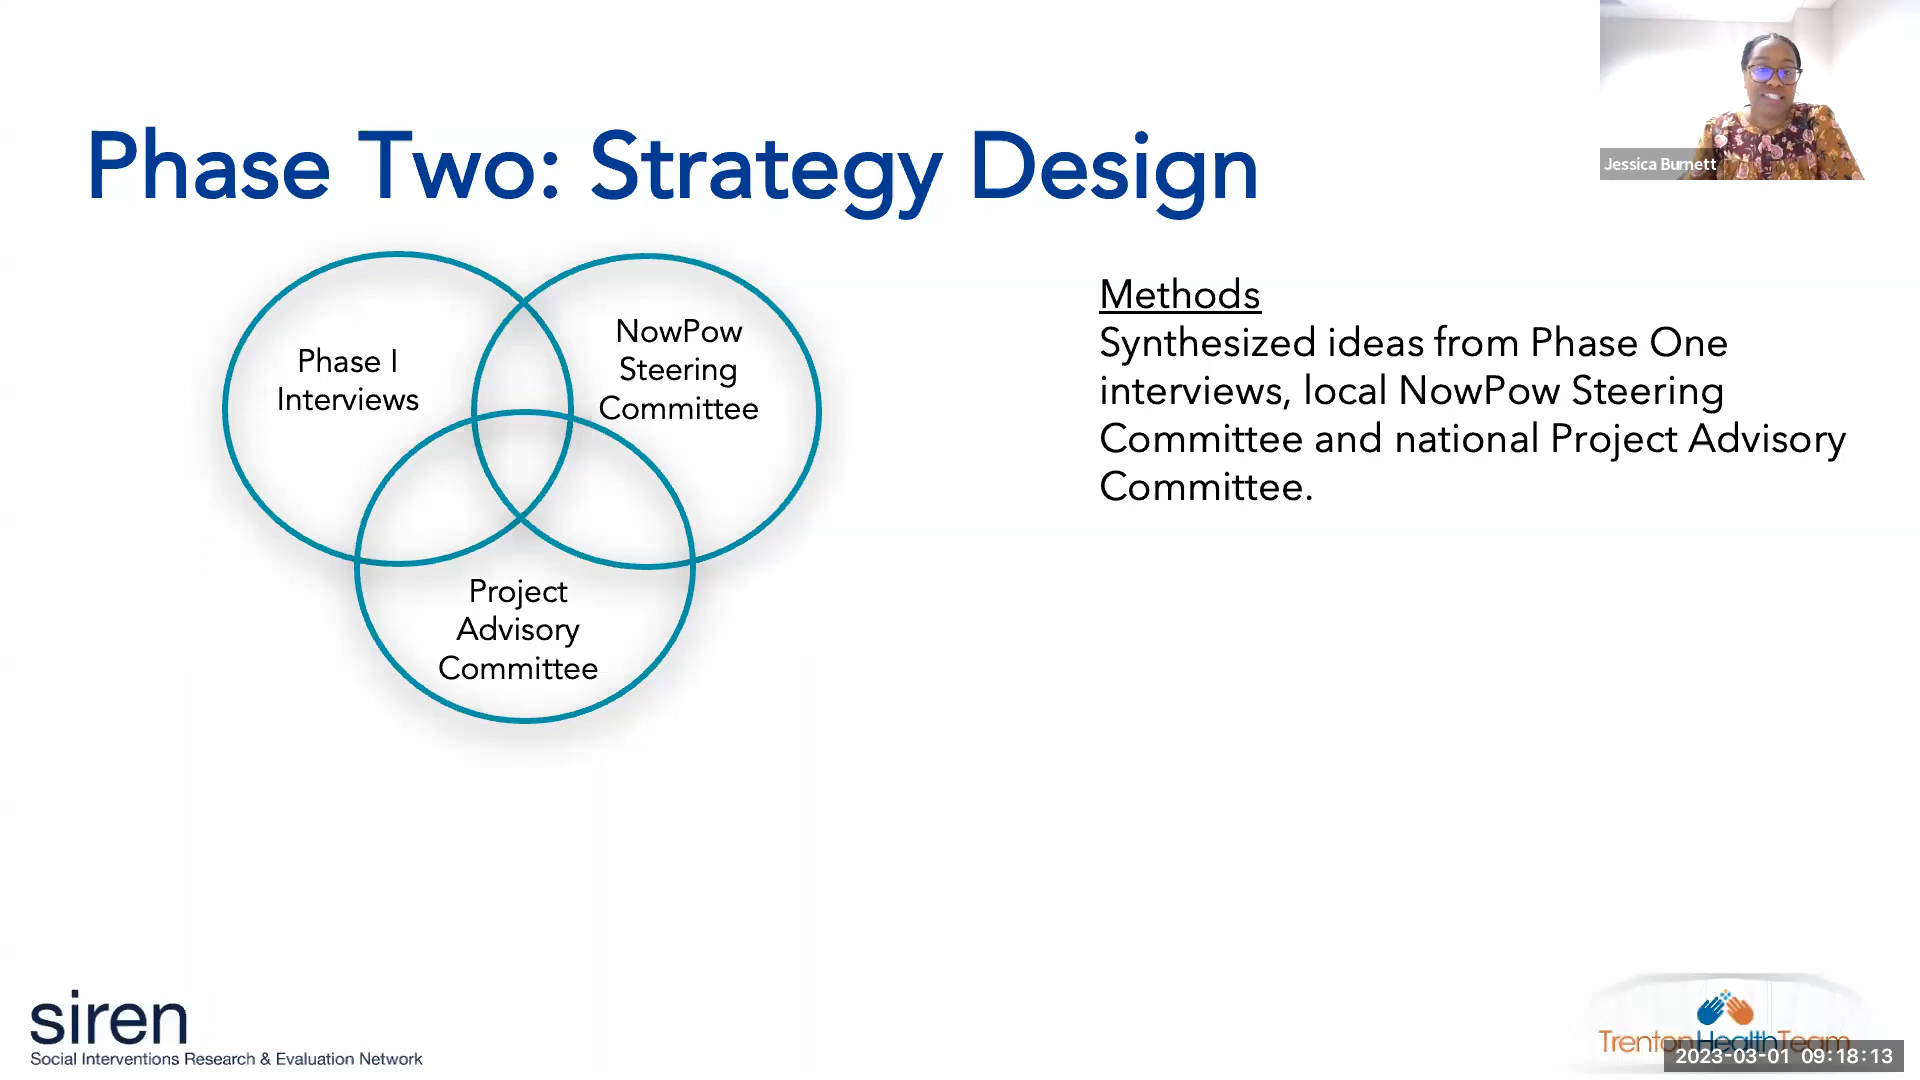 Jessica Burnett
Phase Two: Strategy Design
Phase I
Interviews
NowPow
Steering
Committee
Project
Advisory
Committee
Methods
Synthesized ideas from Phase One
interviews, local NowPow Steering
Committee and national Project Advisory
Committee.
siren
Social Interventions Research & Evaluation Network
TrentonHealthTeam
2023-03-01 09:18:13